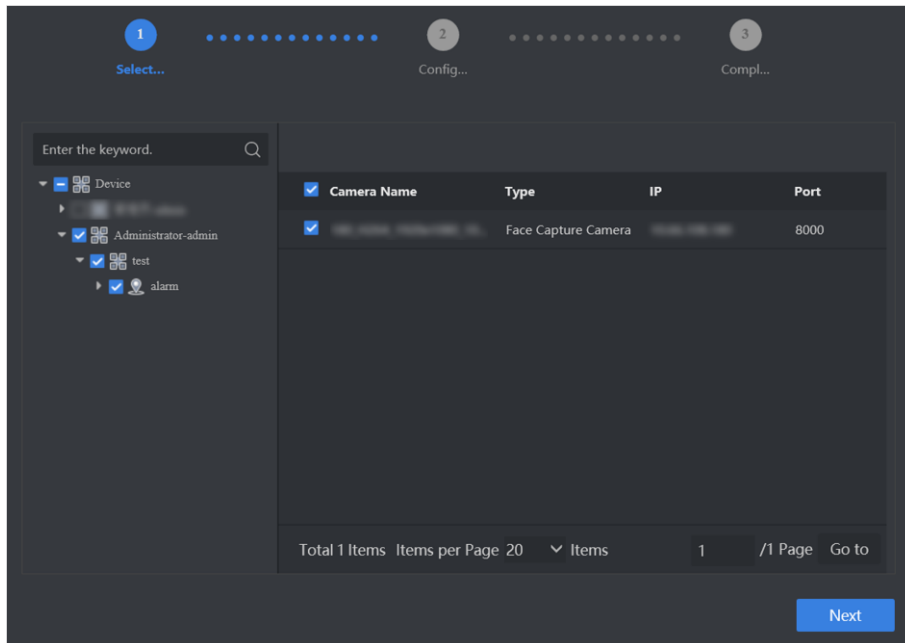 1 2 3
Select... Config... Compl...
Enter the keyword.
Device
Administrator-admin
test
alarm
Camera Name Type IP Port
Face Capture Camera 8000
Total 1 Items Items per Page 20 Items 1 /1 Page Go to
Next